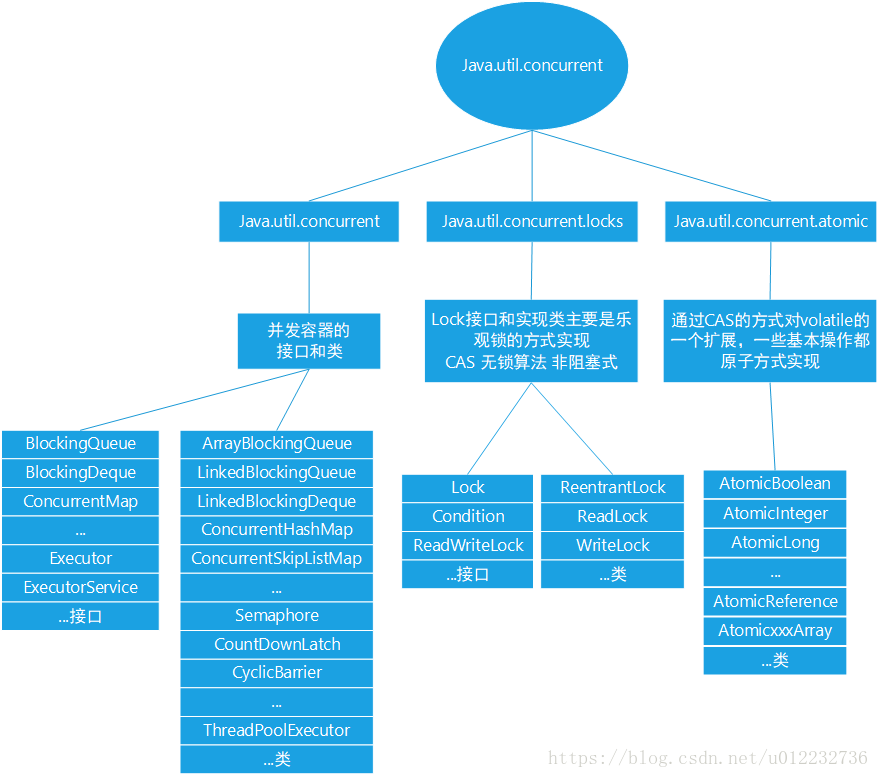 Java.util.concurrent
Java.util.concurrent
Java.util.concurrent.locks
Java.util.concurrent.atomic
并发容器的
接口和类
Lock接口和实现类主要是乐
观锁的方式实现
CAS 无锁算法 非阻塞式
通过CAS的方式对volatile的
一个扩展，一些基本操作都
原子方式实现
BlockingQueue
BlockingDeque
ConcurrentMap
...
Executor
ExecutorService
...接口
ArrayBlockingQueue
LinkedBlockingQueue
LinkedBlockingDeque
ConcurrentHashMap
ConcurrentSkipListMap
...
Semaphore
CountDownLatch
CyclicBarrier
...
ThreadPoolExecutor
...类
Lock
Condition
ReadWriteLock
...接口
ReentrantLock
ReadLock
WriteLock
...类
AtomicBoolean
AtomicInteger
AtomicLong
...
AtomicReference
AtomicxxxArray
...类
https://blog.csdn.net/u012232736